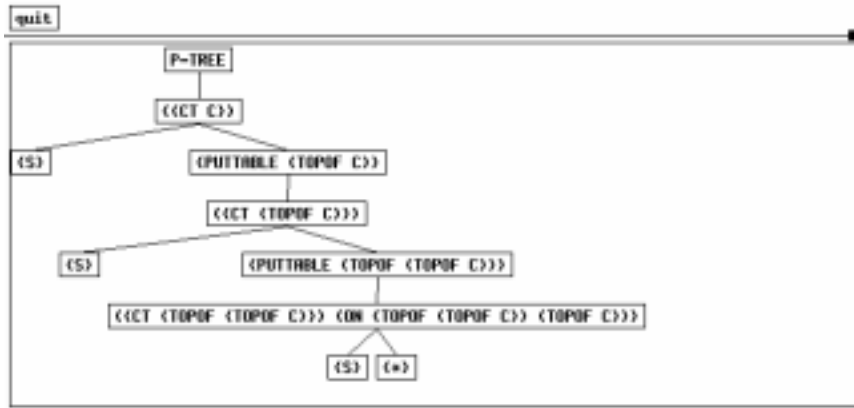 quit
P-TREE
((CT C))
(S) (PUTTABLE (TOPOF C))
((CT (TOPOF C)))
(S) (PUTTABLE (TOPOF (TOPOF C)))
((CT (TOPOF (TOPOF C))) (ON (TOPOF (TOPOF C)) (TOPOF C)))
(S) (*)